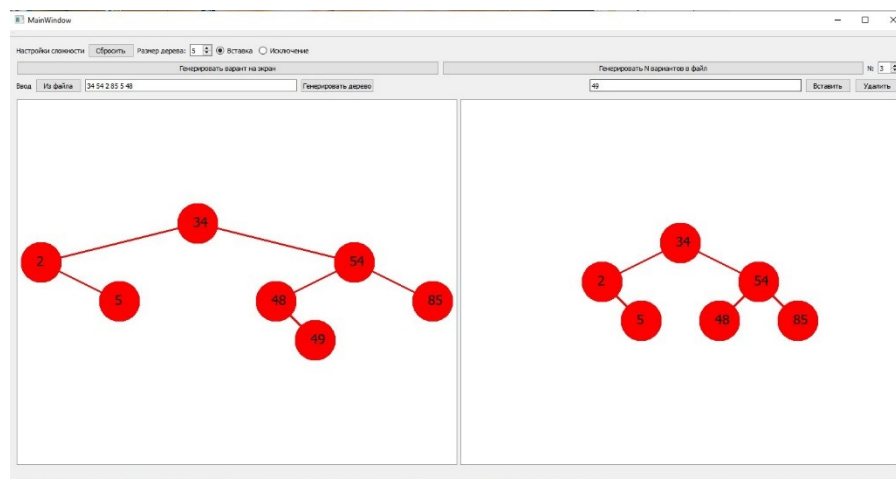 MainWindow
Настройки сложности Сбросить Размер дерева: 5 Вставка Исключение
Генерировать варант на экран Генерировать N вариантов в файл №: 3
Ввод Из файла 34 54 2 85 5 48 Генерировать дерево 49 Вставить Удалить
34
2 54
5 48 85
49
34
2 54
5 48 85